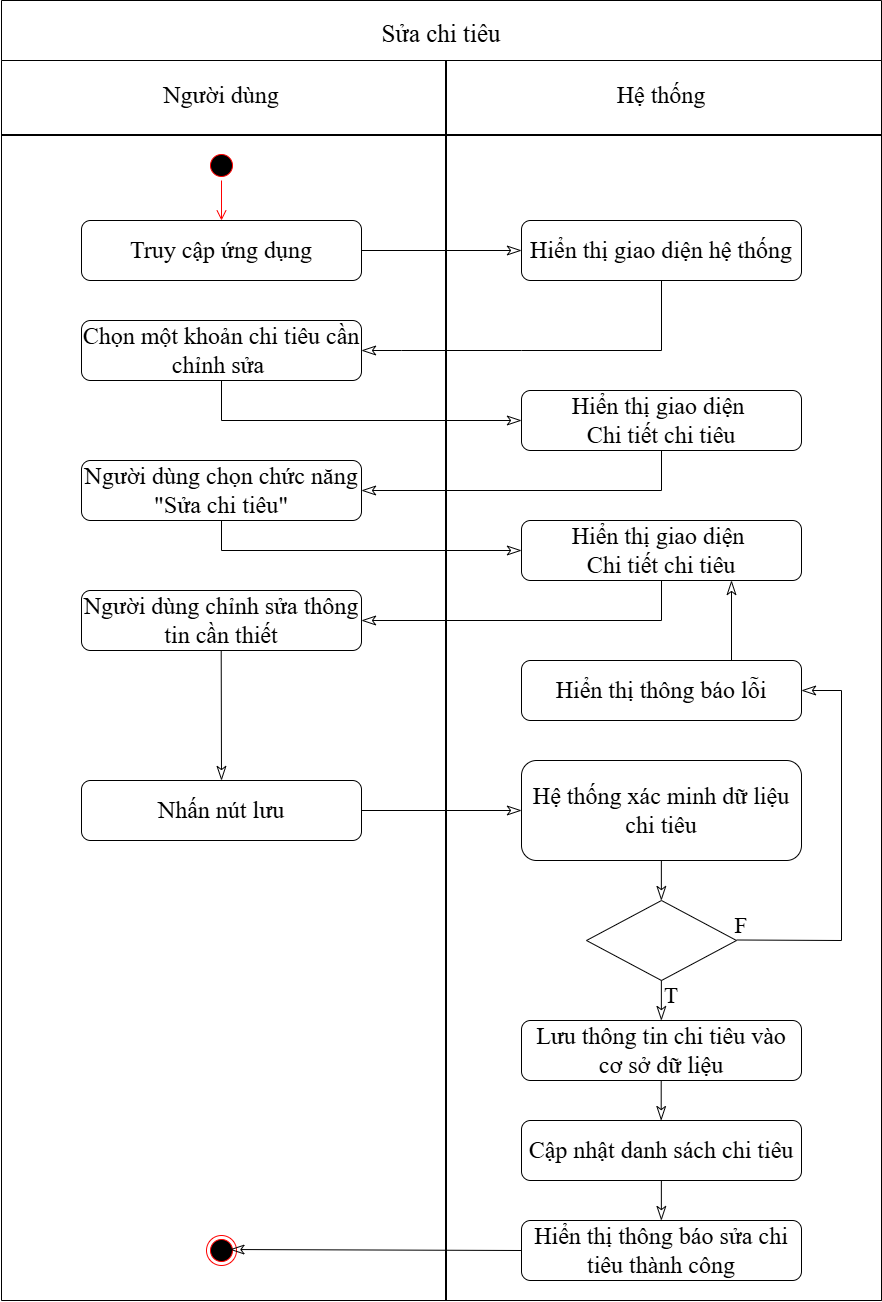 Sửa chi tiêu
Người dùng
Hệ thống
Truy cập ứng dụng
Hiển thị giao diện hệ thống
Chọn một khoản chi tiêu cần
chỉnh sửa
Hiển thị giao diện
Chi tiết chi tiêu
Người dùng chọn chức năng
"Sửa chi tiêu"
Hiển thị giao diện
Chi tiết chi tiêu
Người dùng chỉnh sửa thông
tin cần thiết
Hiển thị thông báo lỗi
Nhấn nút lưu
Hệ thống xác minh dữ liệu
chi tiêu
F
T
Lưu thông tin chi tiêu vào
cơ sở dữ liệu
Cập nhật danh sách chi tiêu
Hiển thị thông báo sửa chi
tiêu thành công